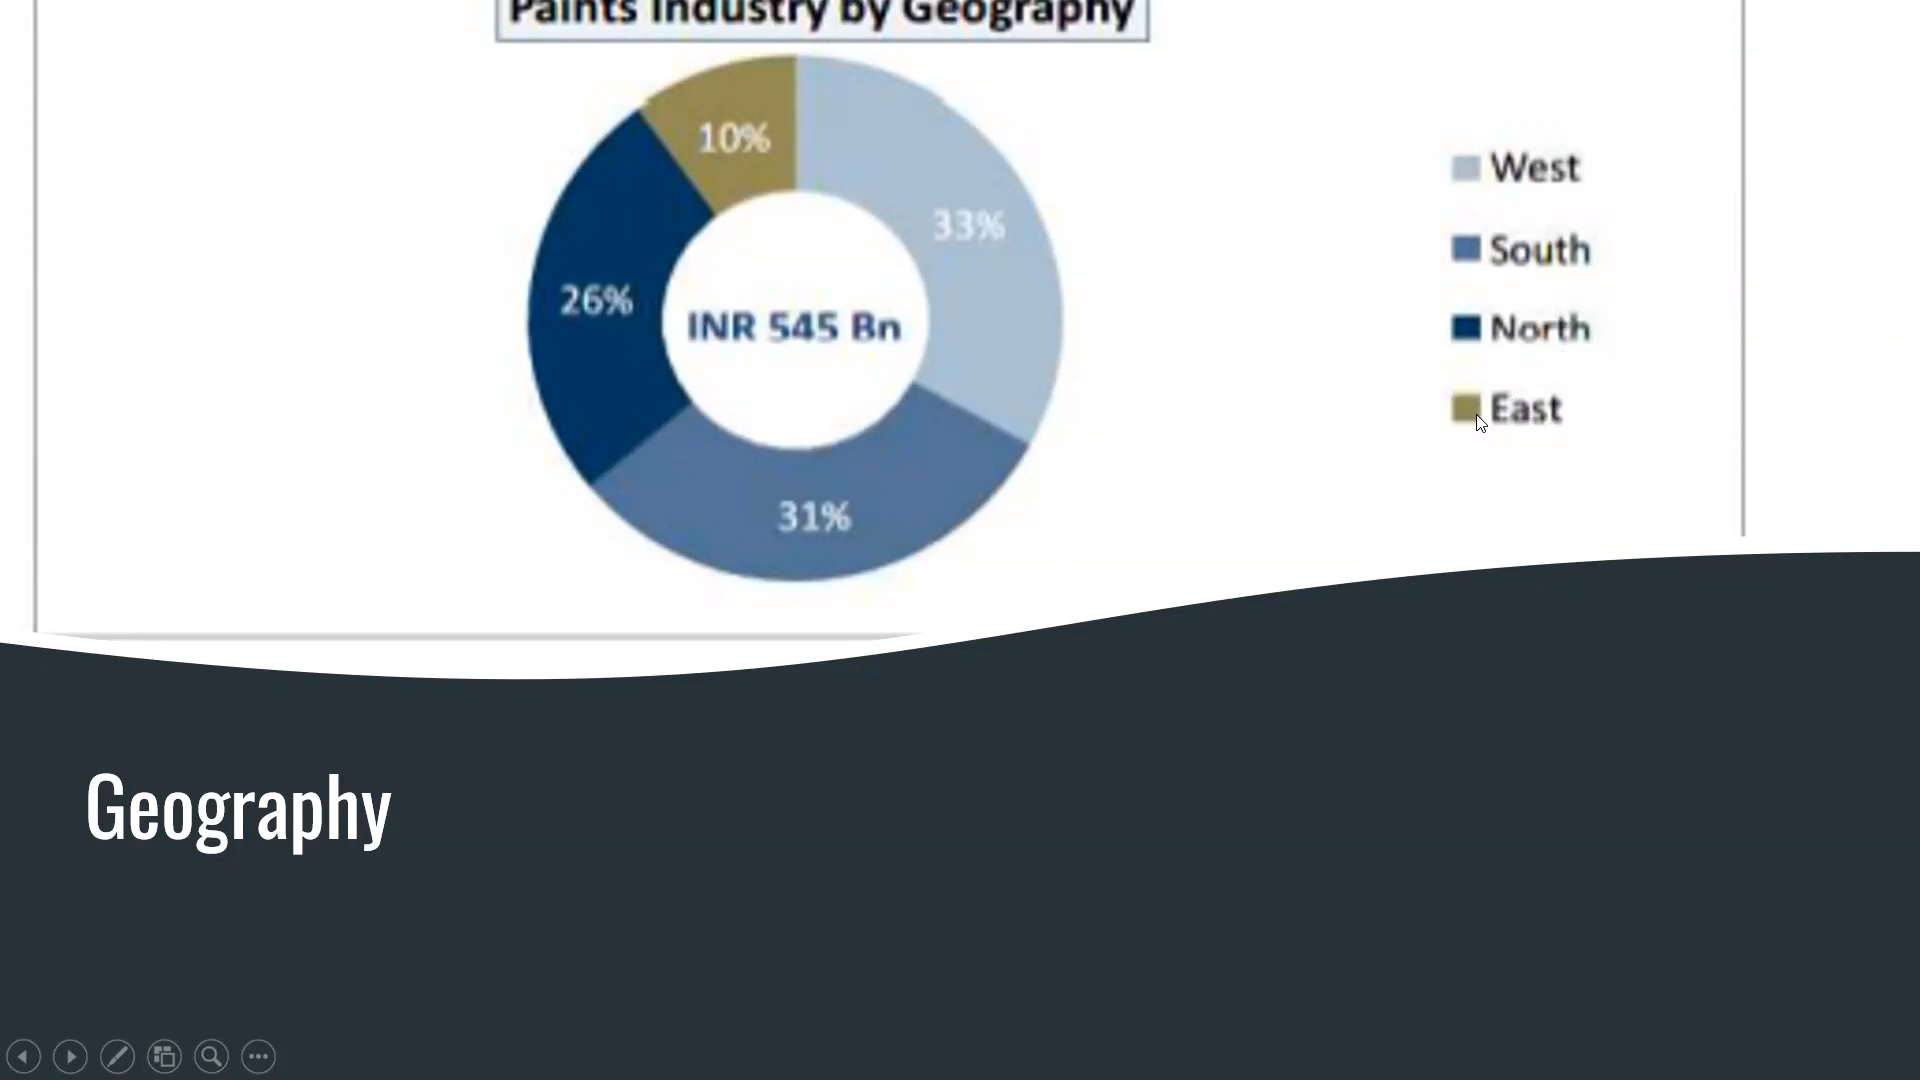 Paints Industry by Geography
10%
33%
26%
INR 545 Bn
31%
West
South
North
East
Geography